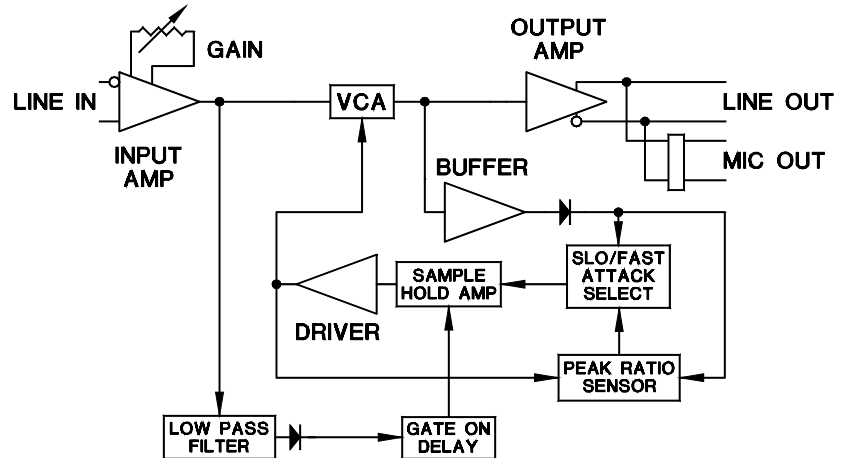 GAIN
OUTPUT
AMP
LINE IN
VCA
LINE OUT
INPUT
AMP
BUFFER
MIC OUT
SLO/FAST
ATTACK
SELECT
SAMPLE
HOLD AMP
DRIVER
PEAK RATIO
SENSOR
LOW PASS
FILTER
GATE ON
DELAY